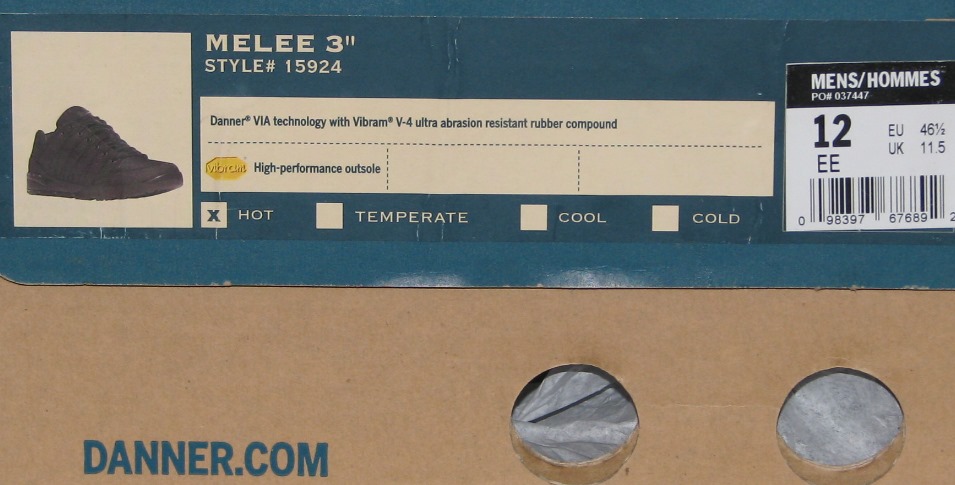 MELEE 3"
STYLE# 15924
Danner® VIA technology with Vibram® V-4 ultra abrasion resistant rubber compound
vibram High-performance outsole
X HOT TEMPERATE COOL COLD
MENS/HOMMES
PO# 037447
12 EU 46½
EE UK 11.5
0 98397 67689 2
DANNER.COM